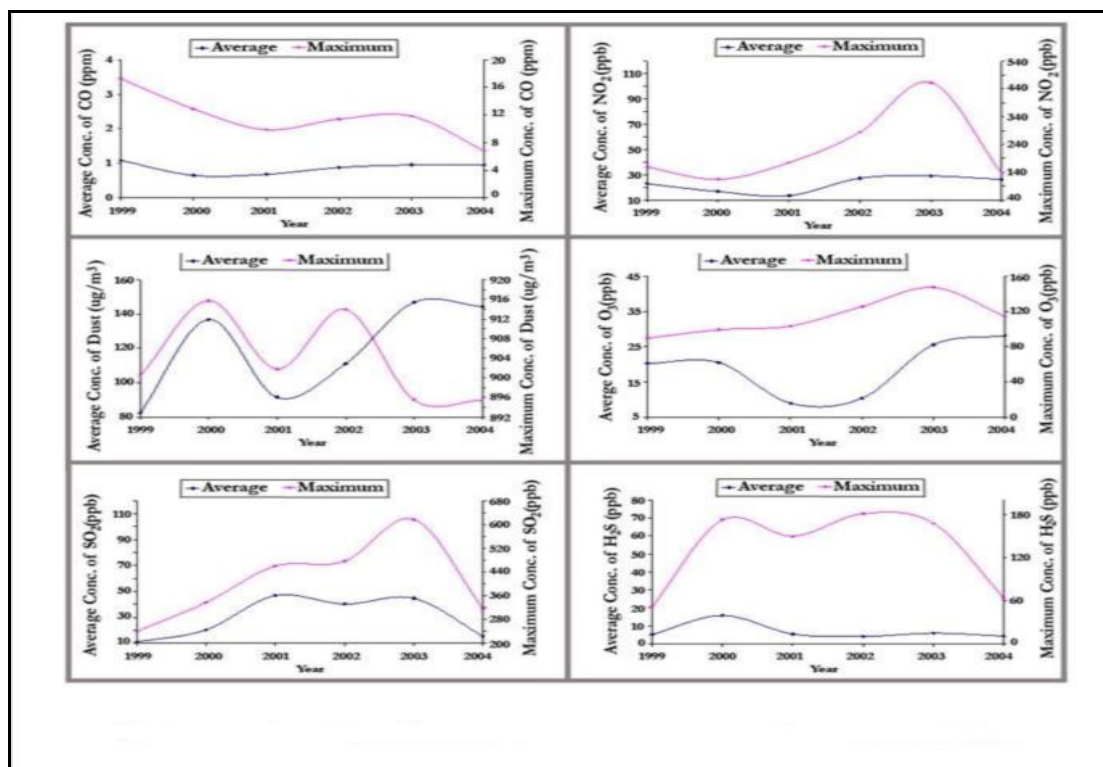 Average Maximum
Average Conc. of CO (ppm)
4
3
2
1
0
Maximum Conc. of CO (ppm)
20
16
12
8
4
0
1999 2000 2001 2002 2003 2004
Year
Average Maximum
Average Conc. of NO2(ppb)
110
90
70
50
30
10
Maximum Conc. of NO2(ppb)
540
440
340
240
140
40
1999 2000 2001 2002 2003 2004
Year
Average Maximum
Average Conc. of Dust (ug/m³)
160
140
120
100
80
Maximum Conc. of Dust (ug/m³)
920
916
912
908
904
900
896
892
1999 2000 2001 2002 2003 2004
Year
Average Maximum
Averge Conc. of O3(ppb)
45
35
25
15
5
Maximum Conc. of O3(ppb)
160
120
80
40
0
1999 2000 2001 2002 2003 2004
Year
Average Maximum
Average Conc. of SO2(ppb)
110
90
70
50
30
10
Maximum Conc. of SO2(ppb)
680
600
520
440
360
280
200
1999 2000 2001 2002 2003 2004
Year
Average Maximum
Average Conc. of H2S (ppb)
80
70
60
50
40
30
20
10
0
Maximum Conc. of H2S (ppb)
180
120
60
0
1999 2000 2001 2002 2003 2004
Year